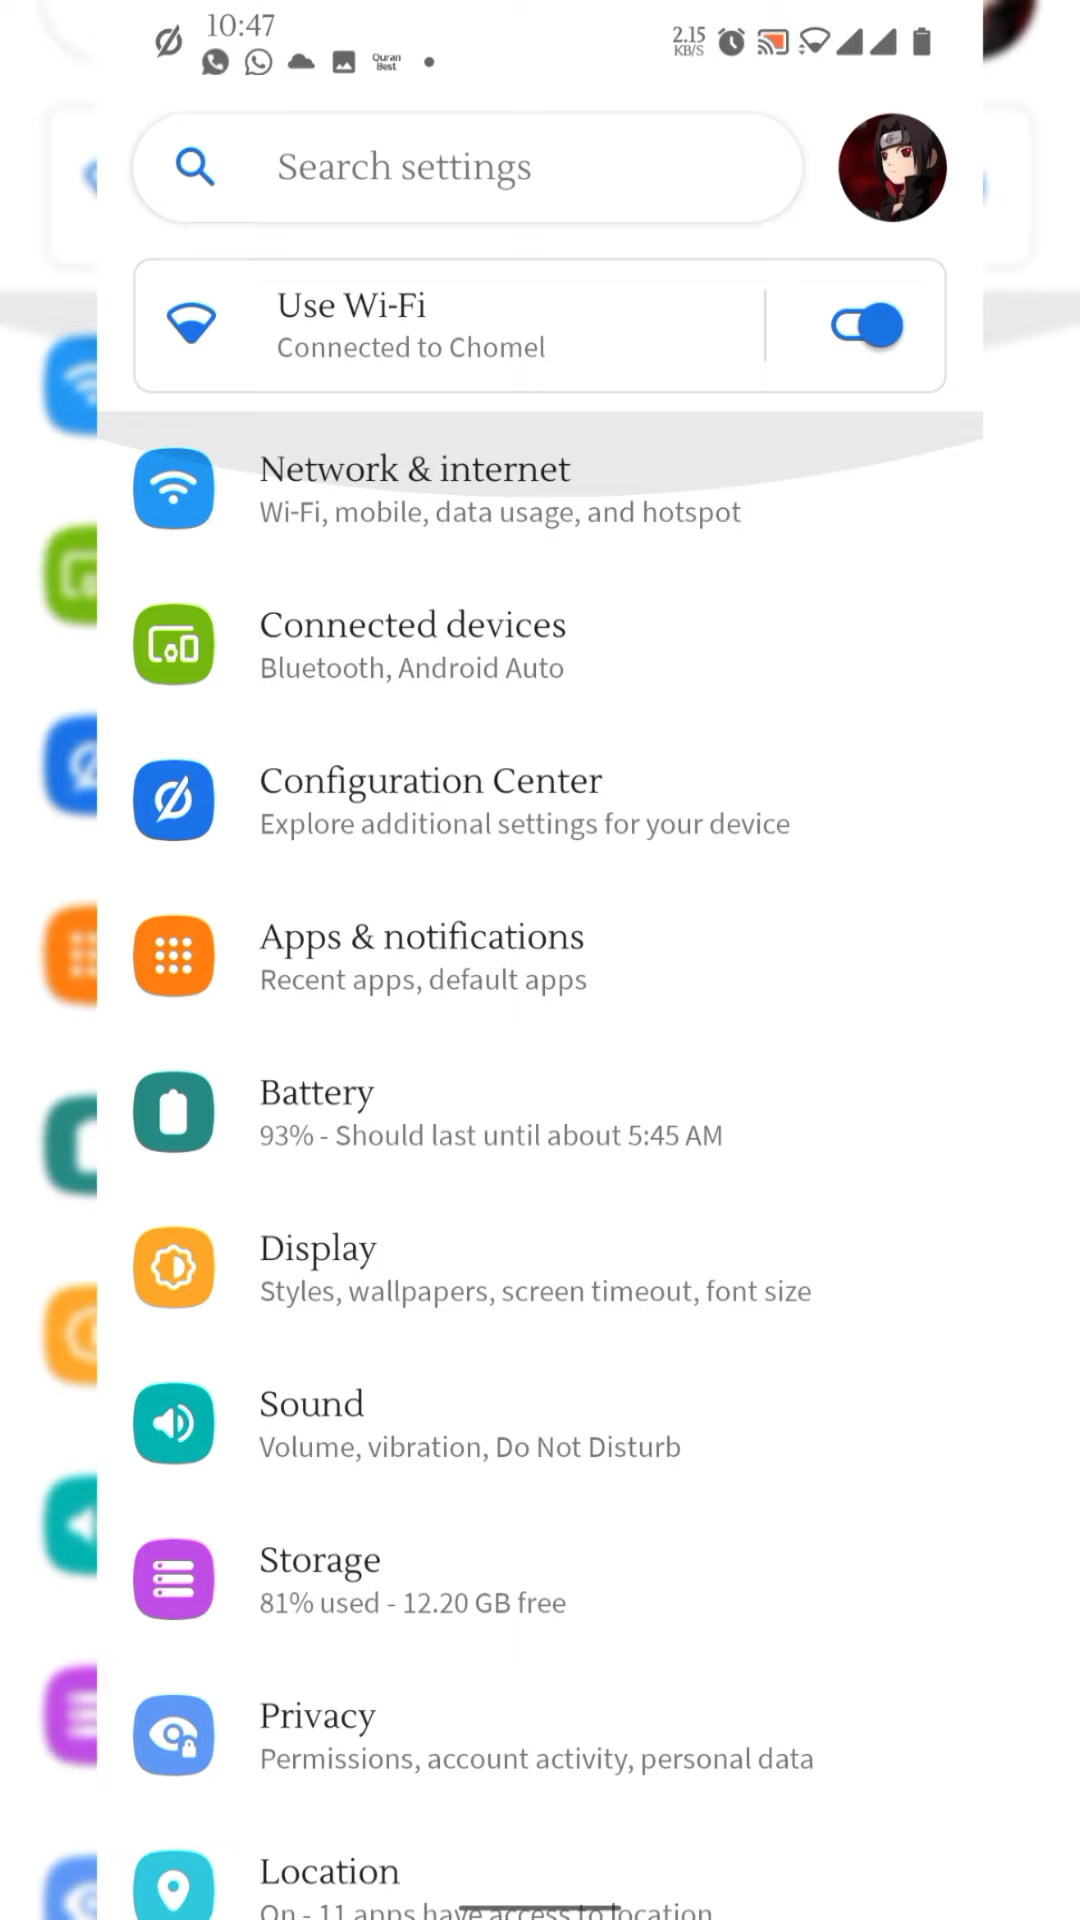 10:47
2.15
KB/S
Quran
Best
Search settings
Use Wi-Fi
Connected to Chomel
Network & internet
Wi-Fi, mobile, data usage, and hotspot
Connected devices
Bluetooth, Android Auto
Configuration Center
Explore additional settings for your device
Apps & notifications
Recent apps, default apps
Battery
93% - Should last until about 5:45 AM
Display
Styles, wallpapers, screen timeout, font size
Sound
Volume, vibration, Do Not Disturb
Storage
81% used - 12.20 GB free
Privacy
Permissions, account activity, personal data
Location
On - 11 apps have access to location